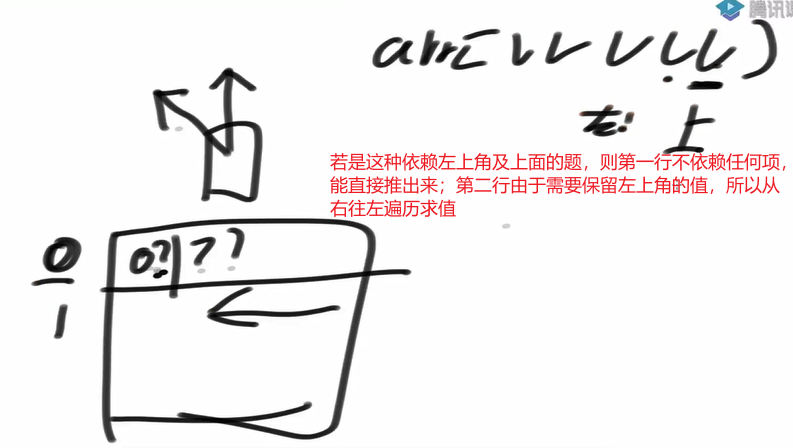 腾讯课
arr[
左上
上
若是这种依赖左上角及上面的题，则第一行不依赖任何项，
能直接推出来；第二行由于需要保留左上角的值，所以从
右往左遍历求值
0 0? ? ?
1